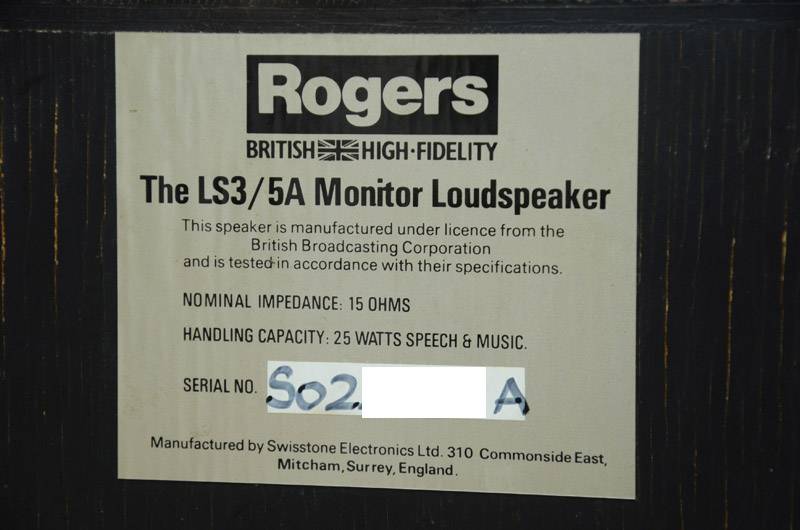 Rogers
BRITISH HIGH·FIDELITY
The LS3/5A Monitor Loudspeaker
This speaker is manufactured under licence from the
British Broadcasting Corporation
and is tested in accordance with their specifications.
NOMINAL IMPEDANCE: 15 OHMS
HANDLING CAPACITY: 25 WATTS SPEECH & MUSIC.
SERIAL NO. S02 A
Manufactured by Swisstone Electronics Ltd. 310 Commonside East,
Mitcham, Surrey, England.